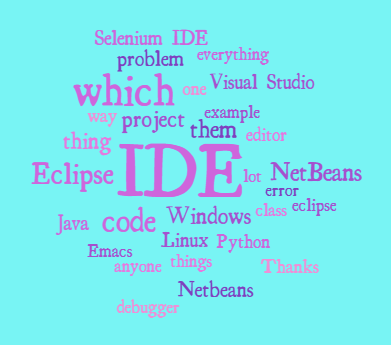 Selenium IDE
problem everything
which one Visual Studio
way project them example
thing editor
Eclipse IDE lot NetBeans
error
Java code Windows class eclipse
Emacs Linux Python
anyone things Thanks
Netbeans
debugger